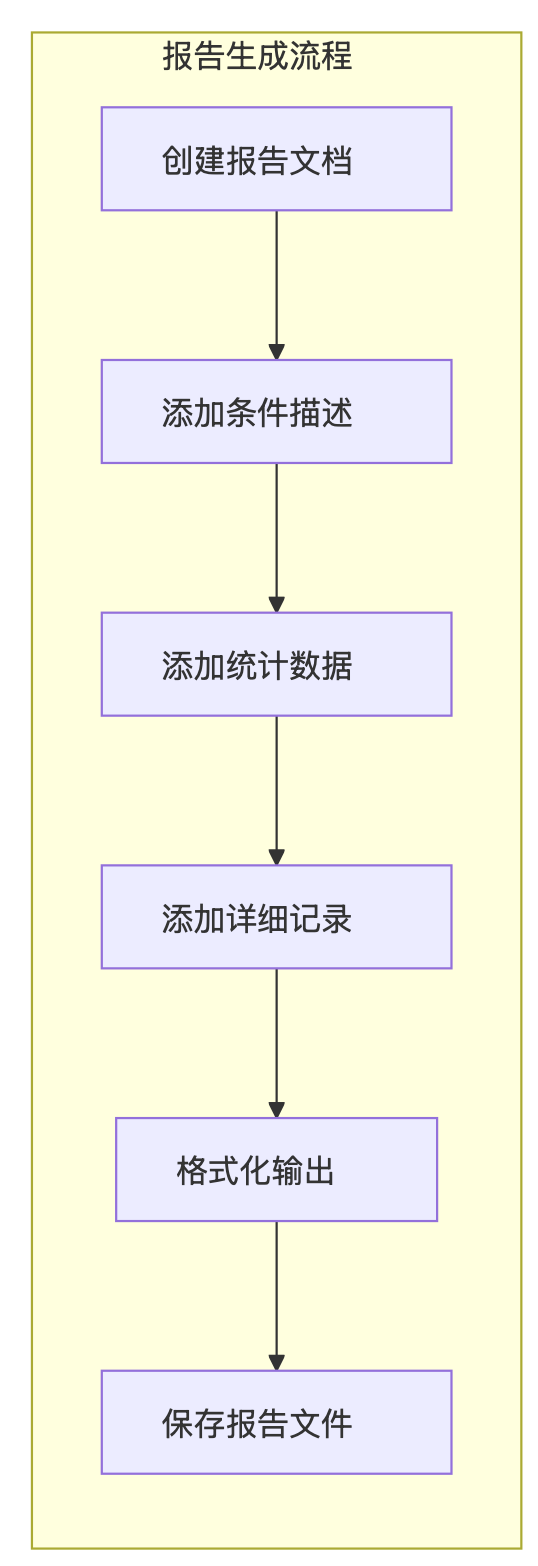 报告生成流程
创建报告文档
添加条件描述
添加统计数据
添加详细记录
格式化输出
保存报告文件